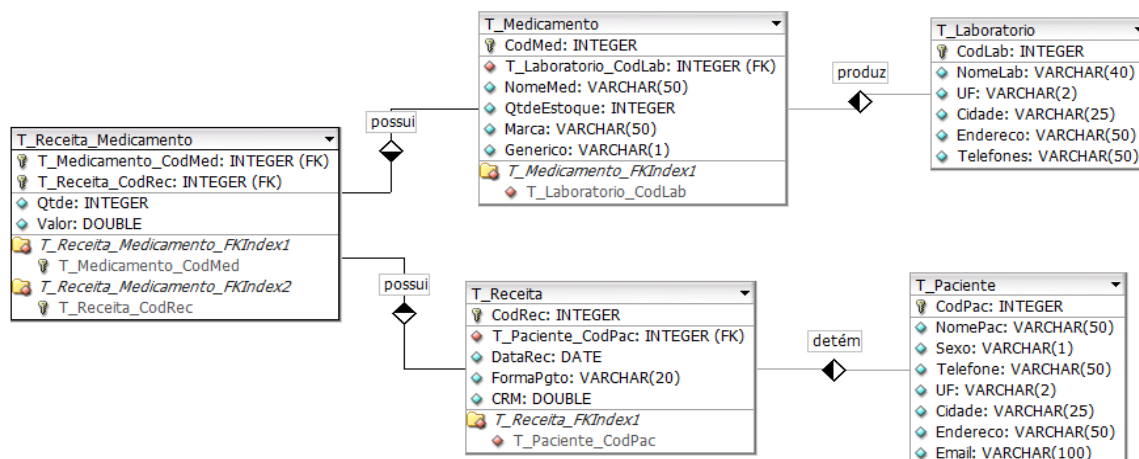 T_Medicamento
CodMed: INTEGER
T_Laboratorio_CodLab: INTEGER (FK)
NomeMed: VARCHAR(50)
QtdeEstoque: INTEGER
Marca: VARCHAR(50)
Generico: VARCHAR(1)
T_Medicamento_FKIndex1
T_Laboratorio_CodLab
produz
T_Laboratorio
CodLab: INTEGER
NomeLab: VARCHAR(40)
UF: VARCHAR(2)
Cidade: VARCHAR(25)
Endereco: VARCHAR(50)
Telefones: VARCHAR(50)
possui
T_Receita_Medicamento
T_Medicamento_CodMed: INTEGER (FK)
T_Receita_CodRec: INTEGER (FK)
Qtde: INTEGER
Valor: DOUBLE
T_Receita_Medicamento_FKIndex1
T_Medicamento_CodMed
T_Receita_Medicamento_FKIndex2
T_Receita_CodRec
possui
T_Receita
CodRec: INTEGER
T_Paciente_CodPac: INTEGER (FK)
DataRec: DATE
FormaPgto: VARCHAR(20)
CRM: DOUBLE
T_Receita_FKIndex1
T_Paciente_CodPac
detém
T_Paciente
CodPac: INTEGER
NomePac: VARCHAR(50)
Sexo: VARCHAR(1)
Telefone: VARCHAR(50)
UF: VARCHAR(2)
Cidade: VARCHAR(25)
Endereco: VARCHAR(50)
Email: VARCHAR(100)